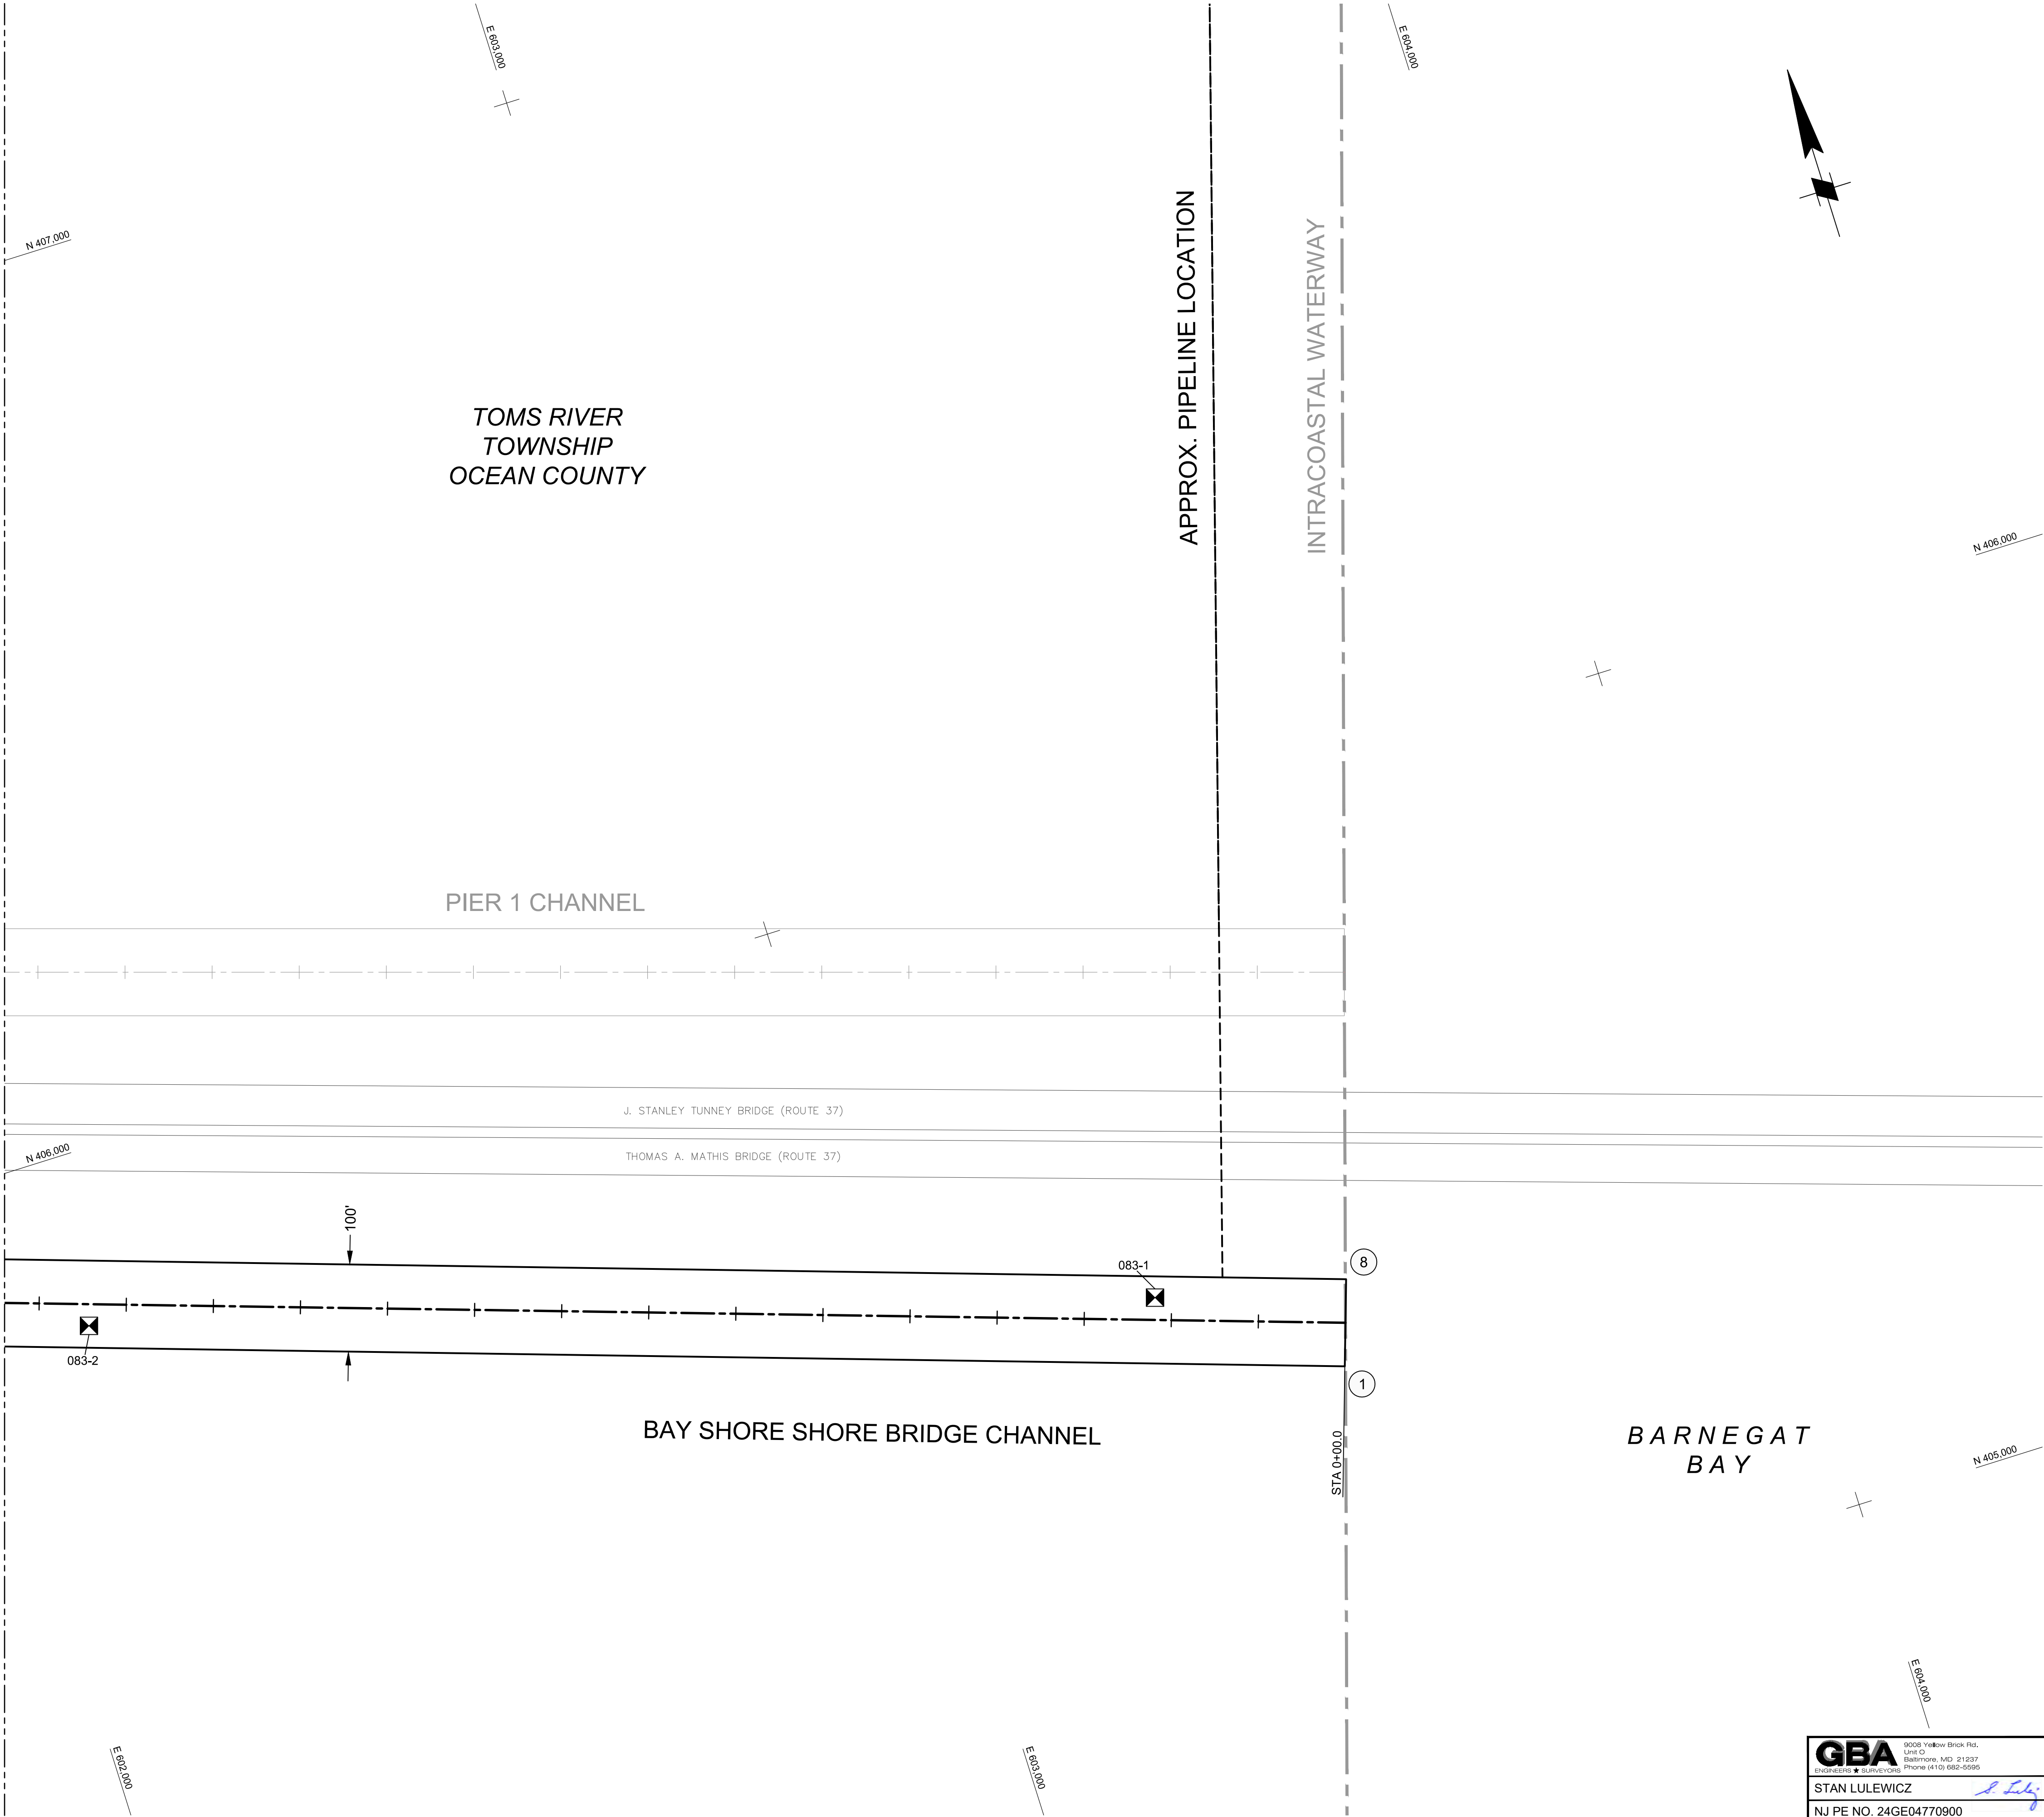 E 603,000
E 604,000
N 407,000
APPROX. PIPELINE LOCATION
INTRACOASTAL WATERWAY
TOMS RIVER
TOWNSHIP
OCEAN COUNTY
N 406,000
PIER 1 CHANNEL
J. STANLEY TUNNEY BRIDGE (ROUTE 37)
THOMAS A. MATHIS BRIDGE (ROUTE 37)
N 406,000
100'
083-1
8
083-2
1
BAY SHORE SHORE BRIDGE CHANNEL
STA 0+00.0
BARNEGAT
BAY
N 405,000
E 604,000
E 602,000
E 603,000
GBA
ENGINEERS ★ SURVEYORS
9008 Yellow Brick Rd,
Unit O
Baltimore, MD 21237
Phone (410) 682-5595
STAN LULEWICZ
NJ PE NO. 24GE04770900